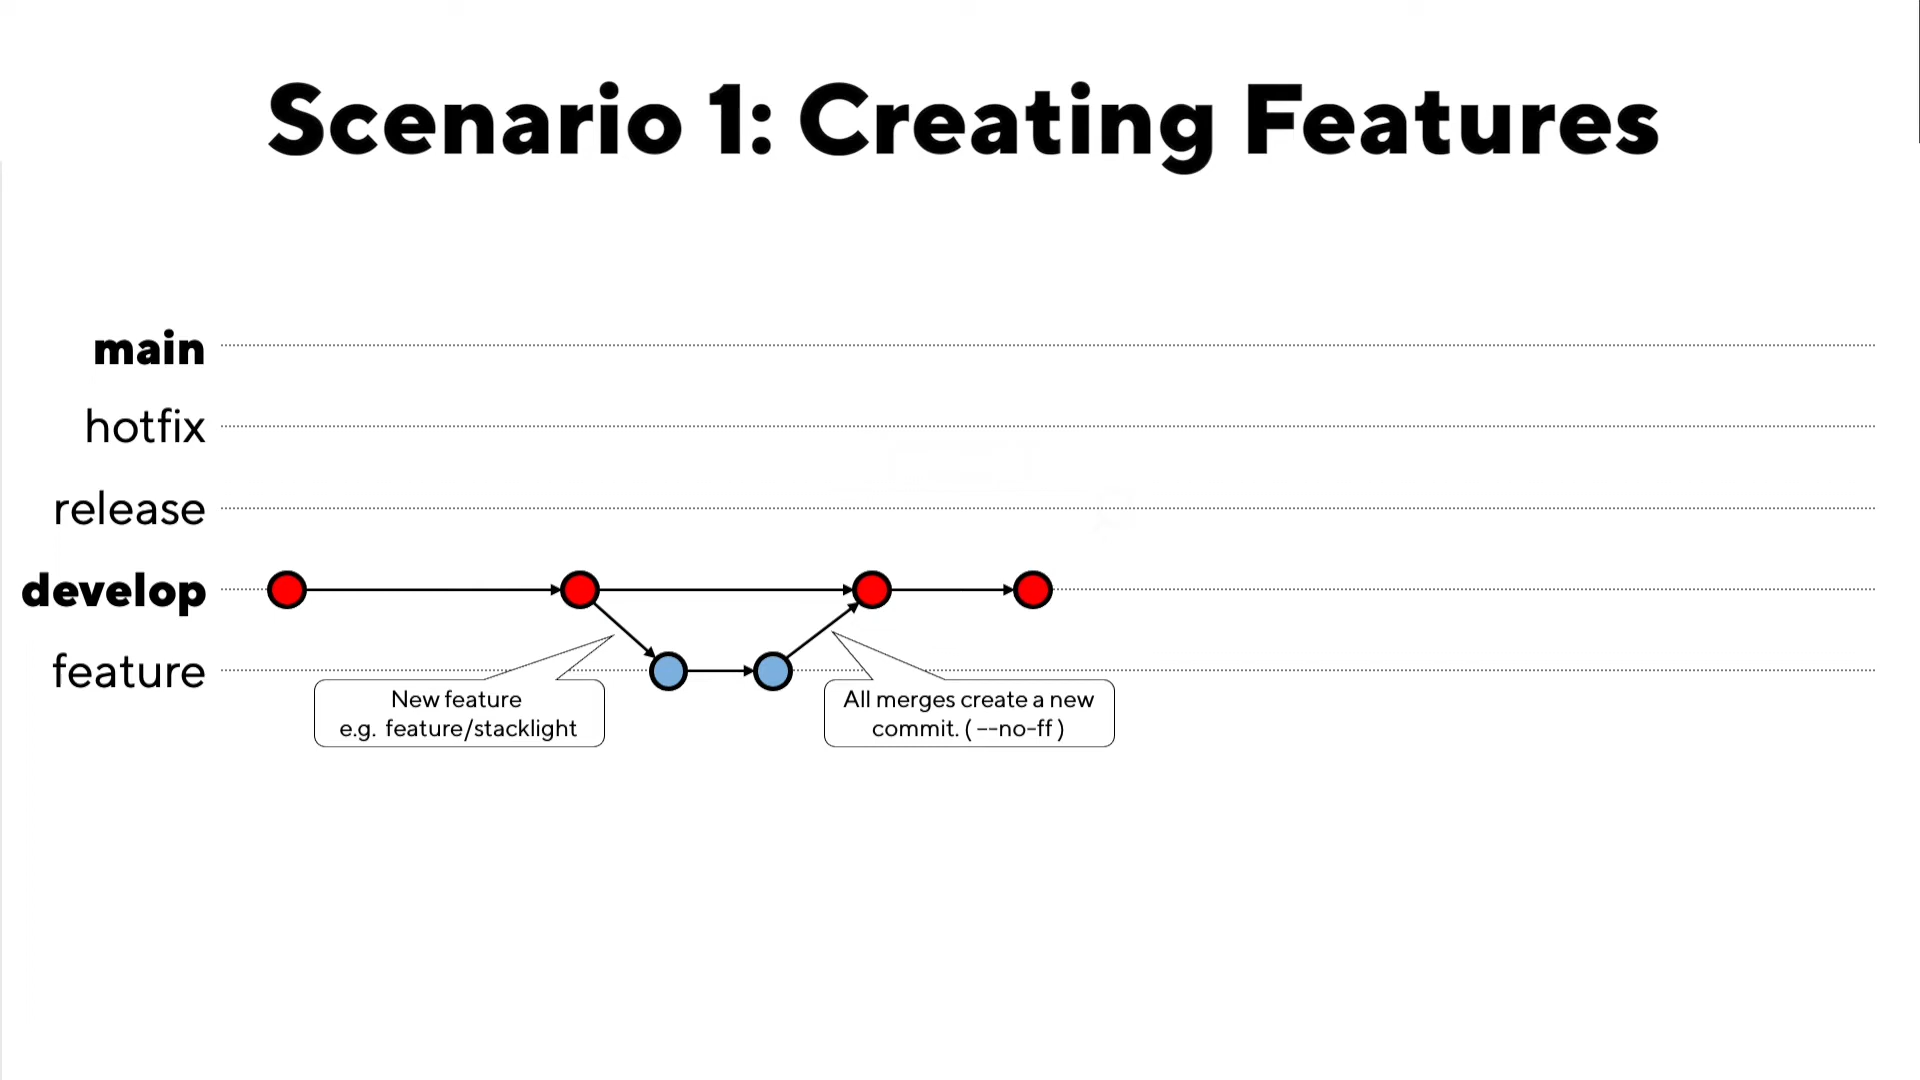 Scenario 1: Creating Features
main
hotfix
release
develop
feature
New feature
e.g. feature/stacklight
All merges create a new
commit. ( --no-ff )